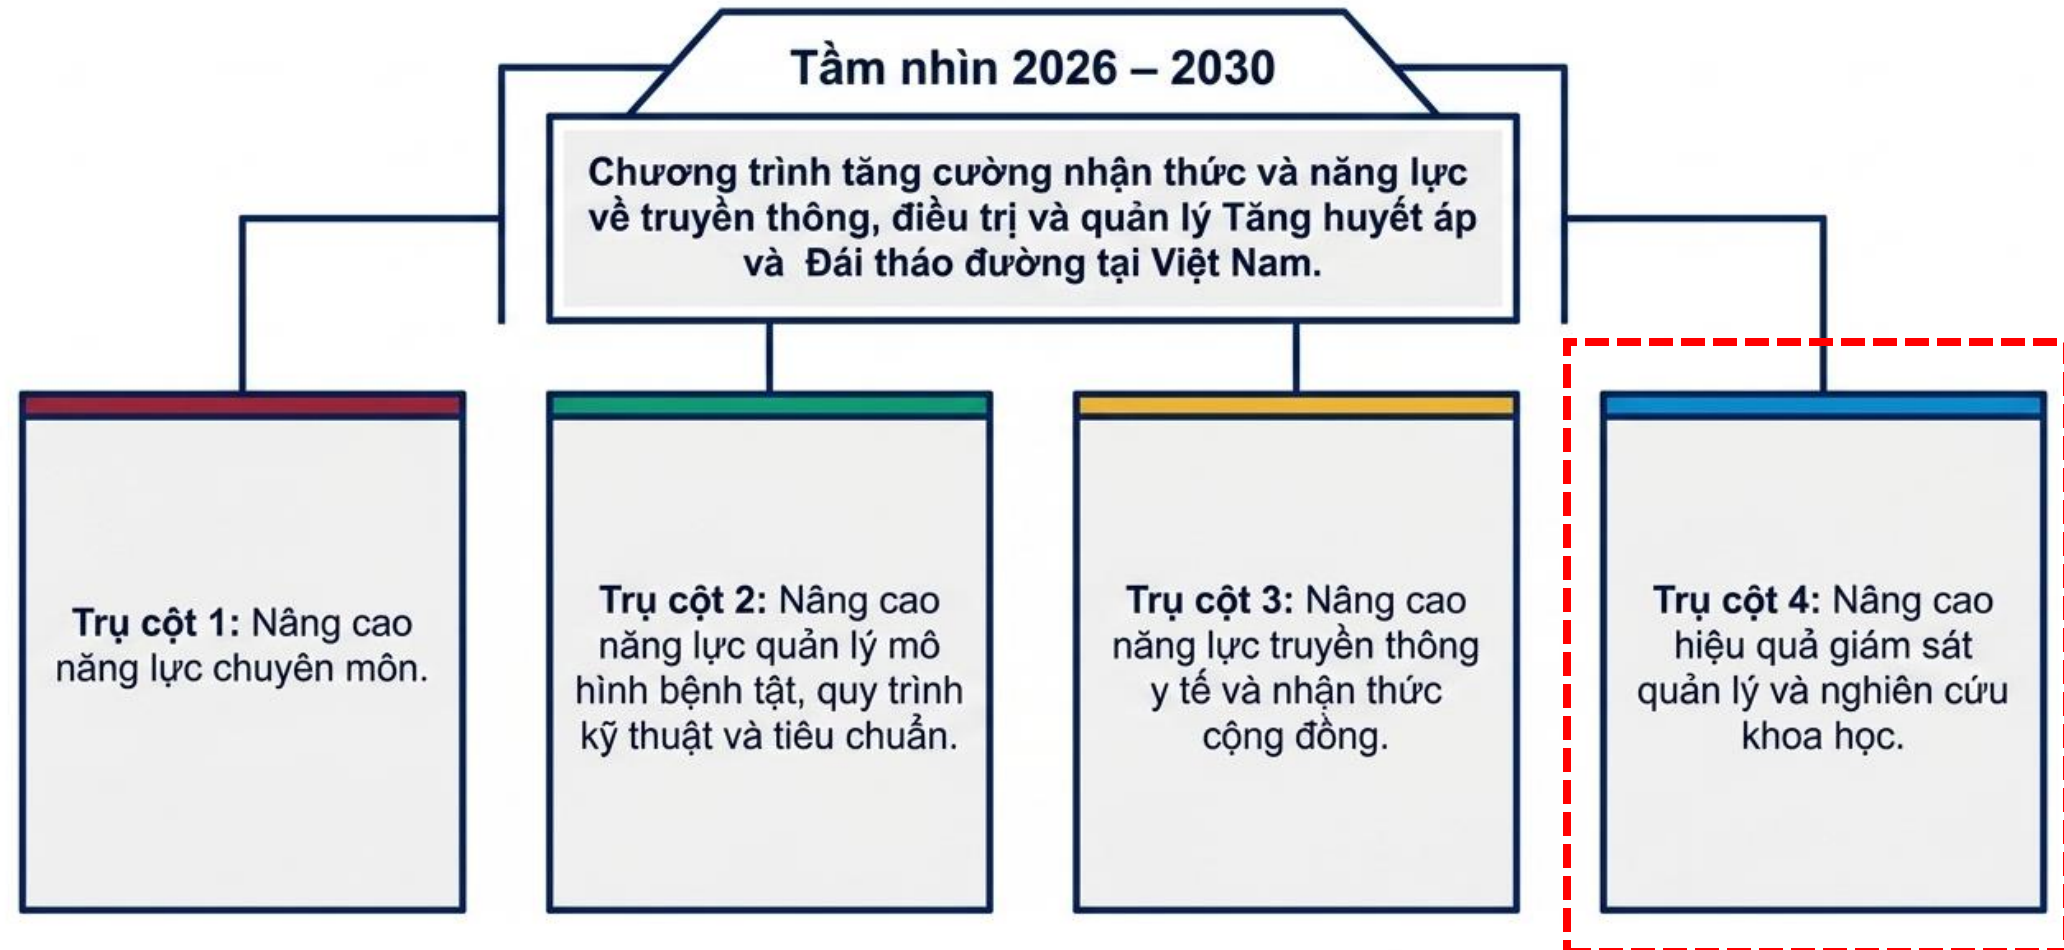 Tầm nhìn 2026 – 2030
Chương trình tăng cường nhận thức và năng lực
về truyền thông, điều trị và quản lý Tăng huyết áp
và Đái tháo đường tại Việt Nam.
Trụ cột 1: Nâng cao
năng lực chuyên môn.
Trụ cột 2: Nâng cao
năng lực quản lý mô
hình bệnh tật, quy trình
kỹ thuật và tiêu chuẩn.
Trụ cột 3: Nâng cao
năng lực truyền thông
y tế và nhận thức
cộng đồng.
Trụ cột 4: Nâng cao
hiệu quả giám sát
quản lý và nghiên cứu
khoa học.